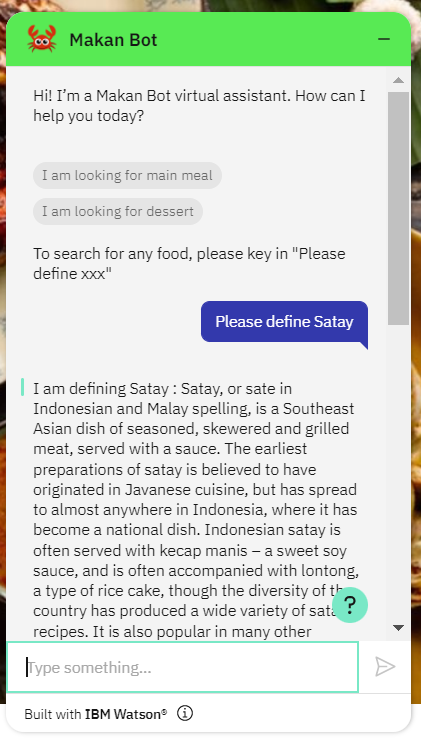 Makan Bot
Hi! I’m a Makan Bot virtual assistant. How can I
help you today?
I am looking for main meal
I am looking for dessert
To search for any food, please key in "Please
define xxx"
Please define Satay
I am defining Satay : Satay, or sate in
Indonesian and Malay spelling, is a Southeast
Asian dish of seasoned, skewered and grilled
meat, served with a sauce. The earliest
preparations of satay is believed to have
originated in Javanese cuisine, but has spread
to almost anywhere in Indonesia, where it has
become a national dish. Indonesian satay is
often served with kecap manis – a sweet soy
sauce, and is often accompanied with lontong,
a type of rice cake, though the diversity of the
country has produced a wide variety of satay
recipes. It is also popular in many other
?
Type something...
Built with IBM Watson®